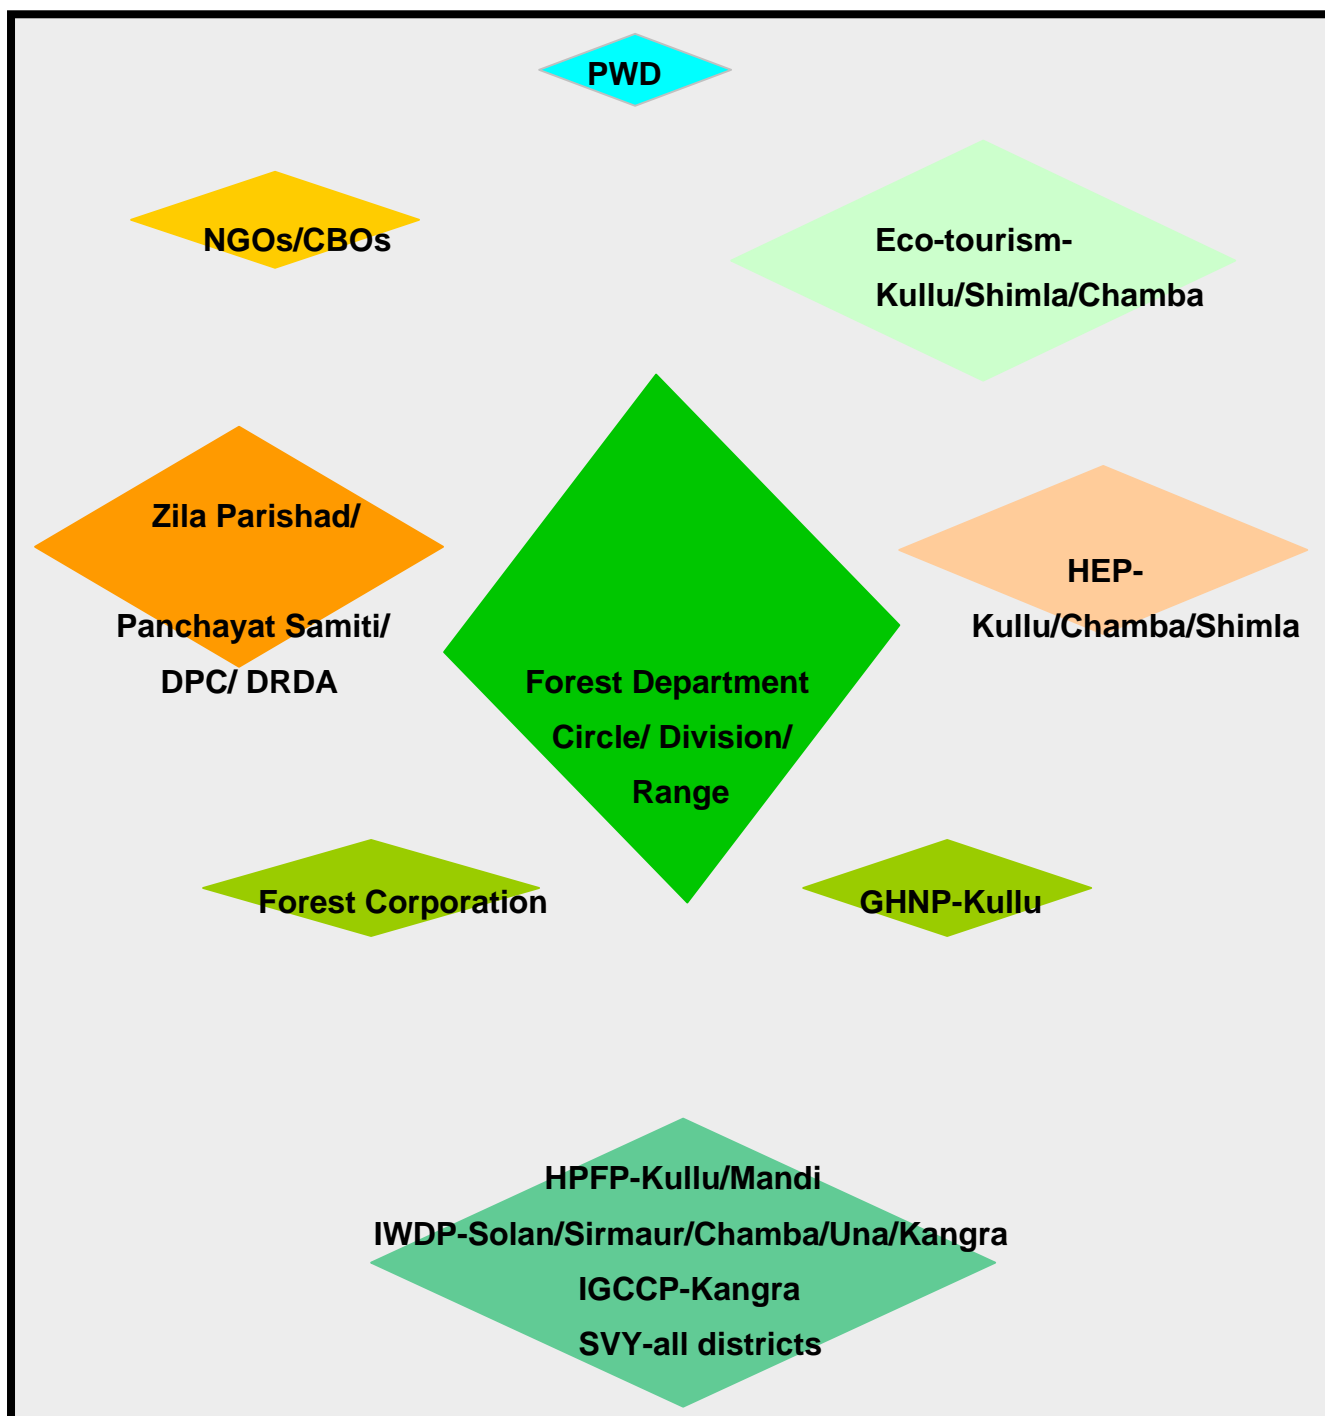 PWD
NGOs/CBOs
Eco-tourism-
Kullu/Shimla/Chamba
Zila Parishad/
Panchayat Samiti/
DPC/ DRDA
HEP-
Kullu/Chamba/Shimla
Forest Department
Circle/ Division/
Range
Forest Corporation
GHNP-Kullu
HPFP-Kullu/Mandi
IWDP-Solan/Sirmaur/Chamba/Una/Kangra
IGCCP-Kangra
SVY-all districts